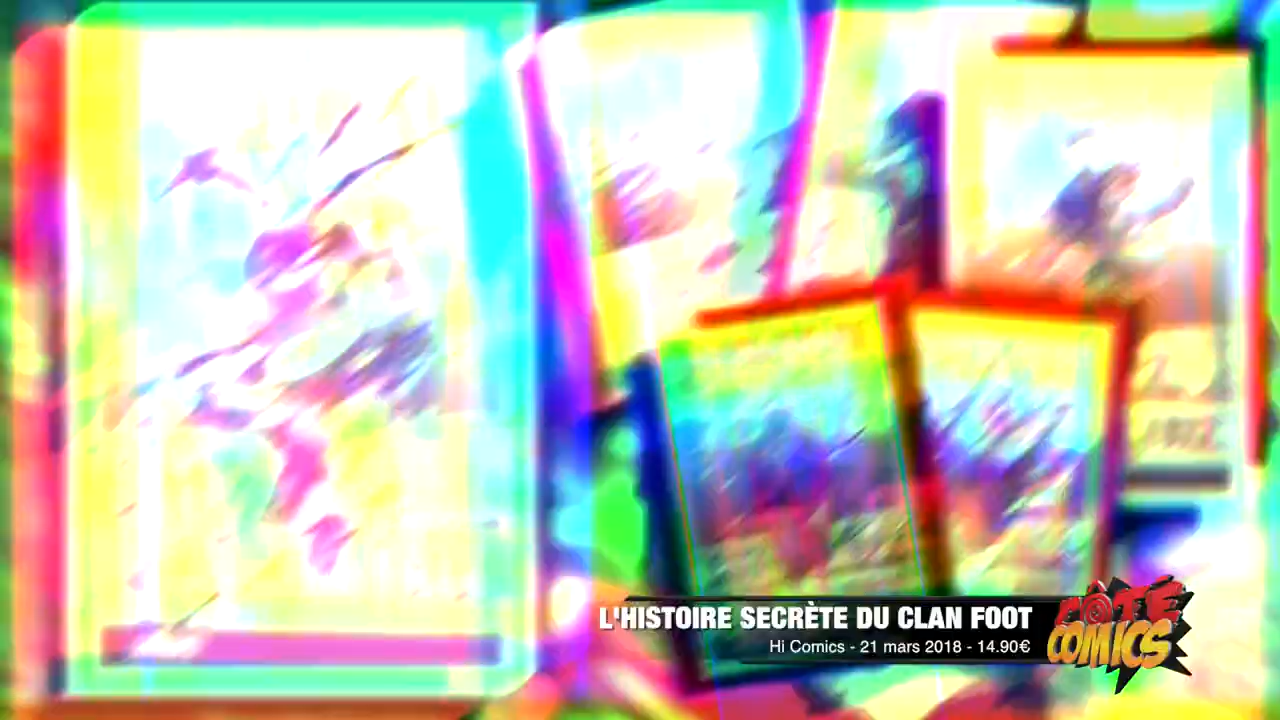 L'HISTOIRE SECRÈTE DU CLAN FOOT
Hi Comics - 21 mars 2018 - 14.90€
CÔTÉ
COMICS